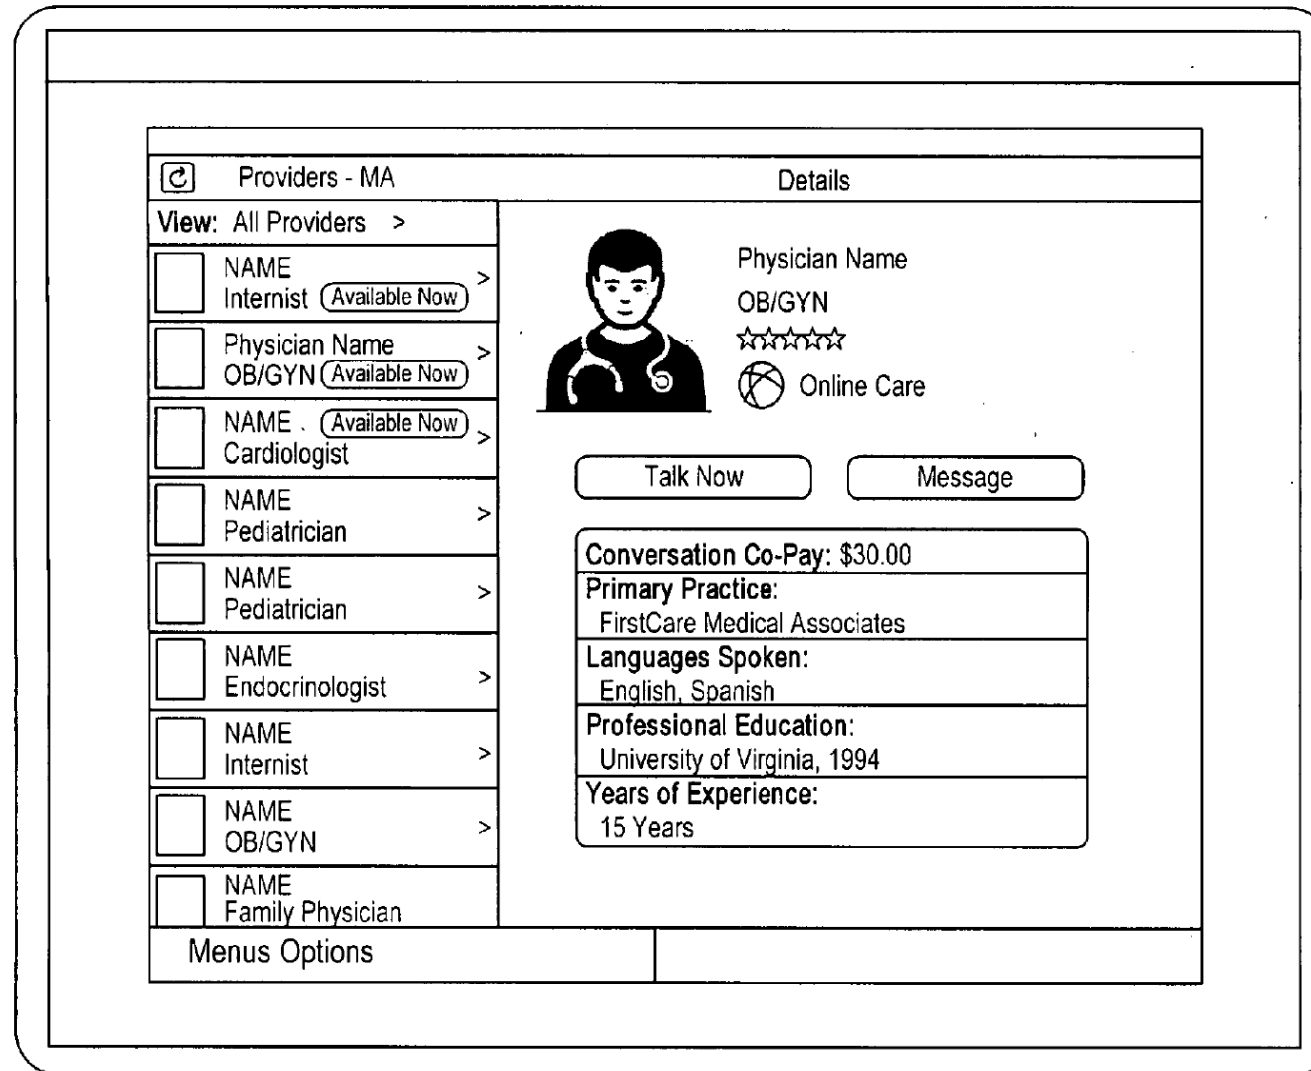 Providers - MA
Details
View: All Providers >
NAME
Internist Available Now >
Physician Name
OB/GYN Available Now >
NAME Available Now >
Cardiologist
NAME
Pediatrician >
NAME
Pediatrician >
NAME
Endocrinologist >
NAME
Internist >
NAME
OB/GYN >
NAME
Family Physician
Menus Options
Physician Name
OB/GYN
Online Care
Talk Now
Message
Conversation Co-Pay: $30.00
Primary Practice:
FirstCare Medical Associates
Languages Spoken:
English, Spanish
Professional Education:
University of Virginia, 1994
Years of Experience:
15 Years